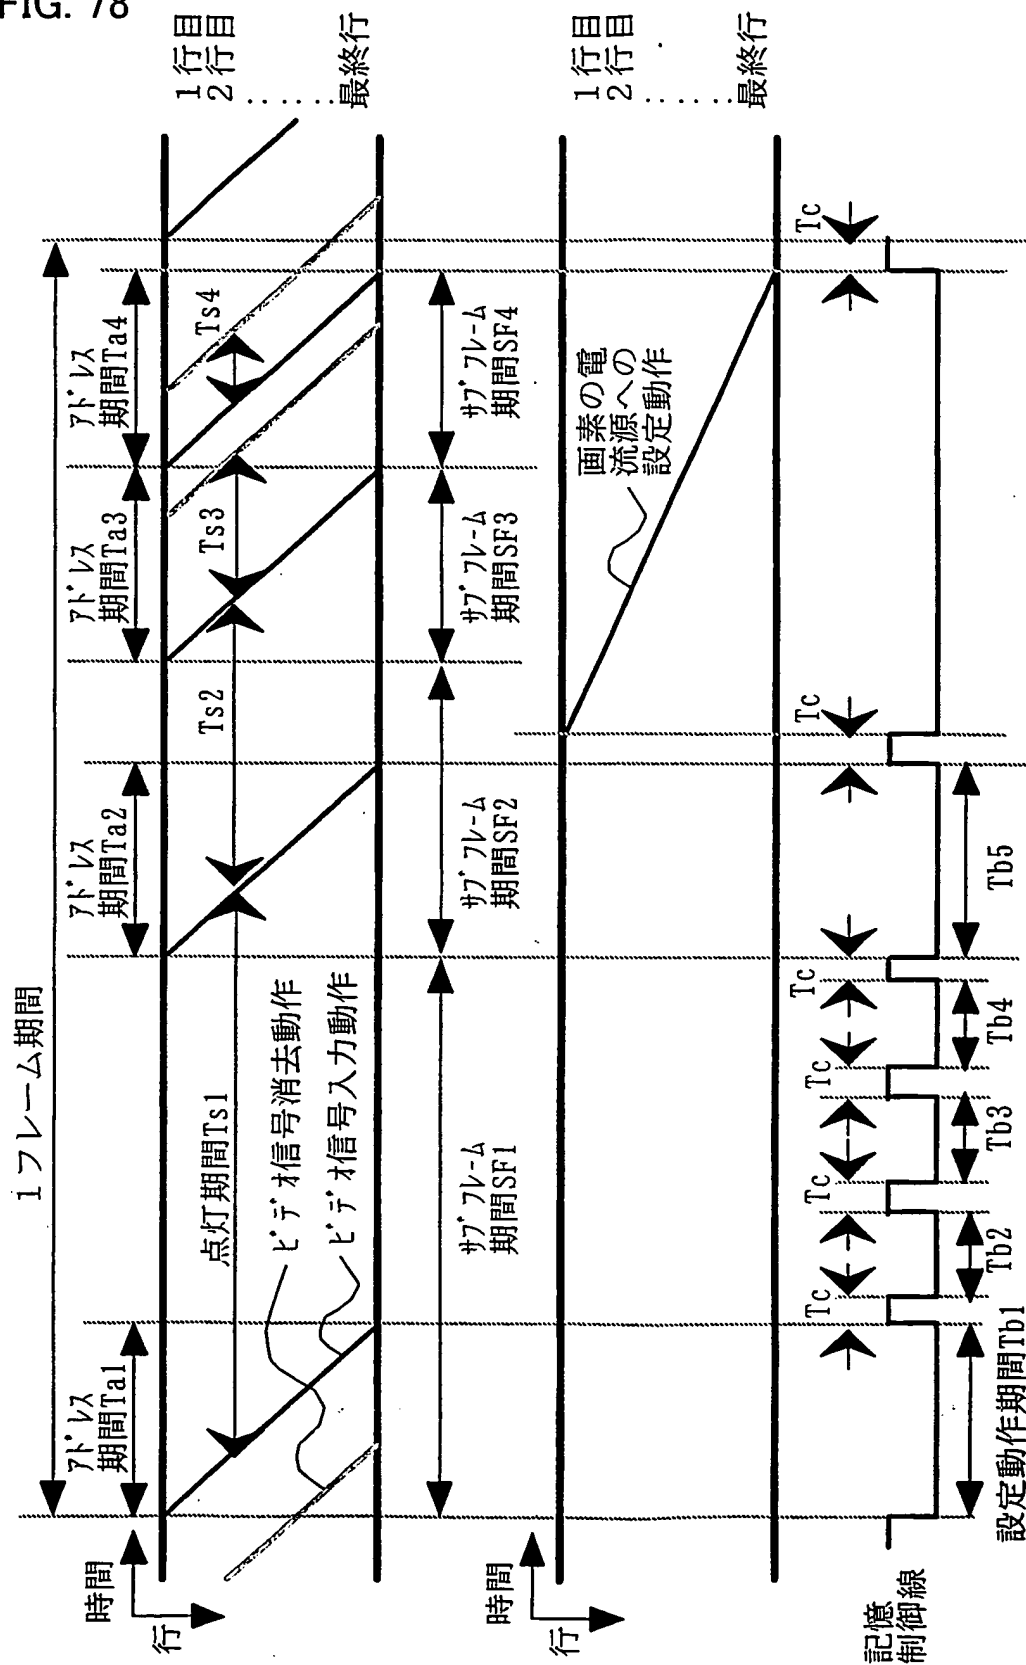 FIG. 78
1フレーム期間
アドレス
期間Ta1
アドレス
期間Ta2
アドレス
期間Ta3
アドレス
期間Ta4
時間
行
1行目
2行目
......
最終行
点灯期間Ts1
Ts2
Ts3
Ts4
ビデオ信号消去動作
ビデオ信号入力動作
サブフレーム
期間SF1
サブフレーム
期間SF2
サブフレーム
期間SF3
サブフレーム
期間SF4
時間
行
1行目
2行目
......
最終行
画素の電
流源への
設定動作
Tc
Tc
Tc
Tc
Tc
Tc
記憶
制御線
設定動作期間Tb1
Tb2
Tb3
Tb4
Tb5